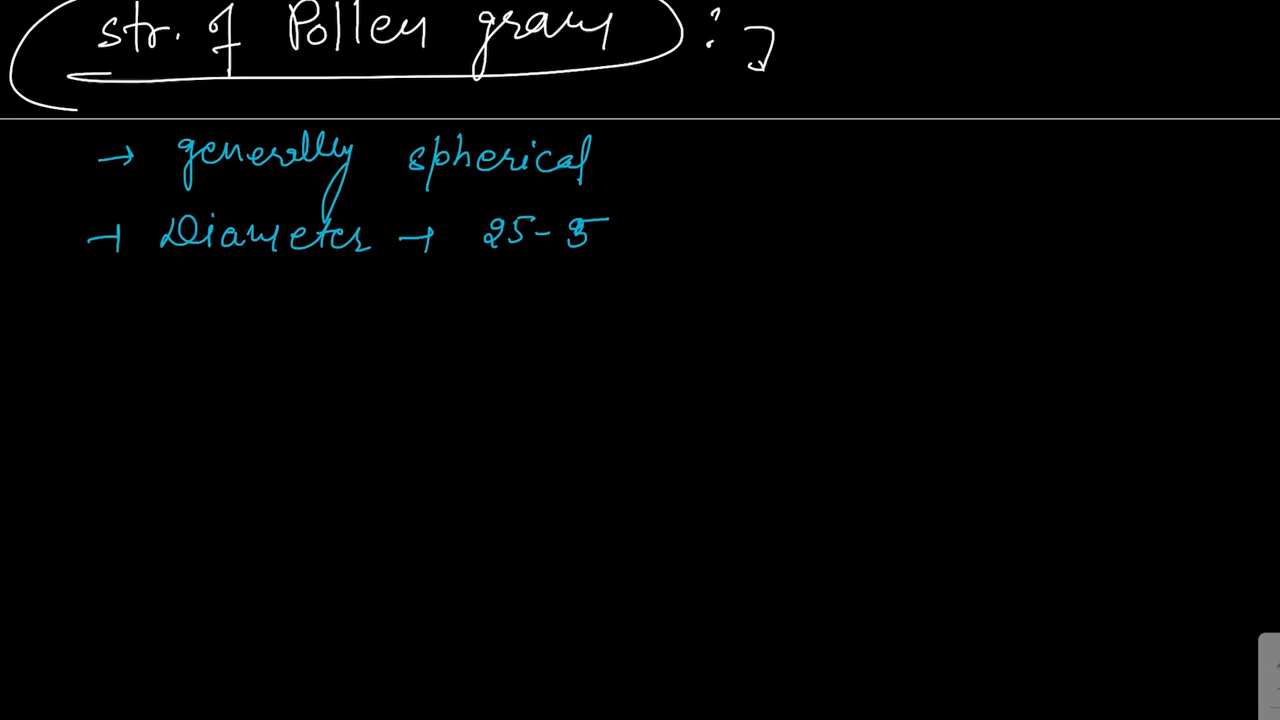 str. of Pollen grain :
→ generally spherical
→ Diameter → 25-5